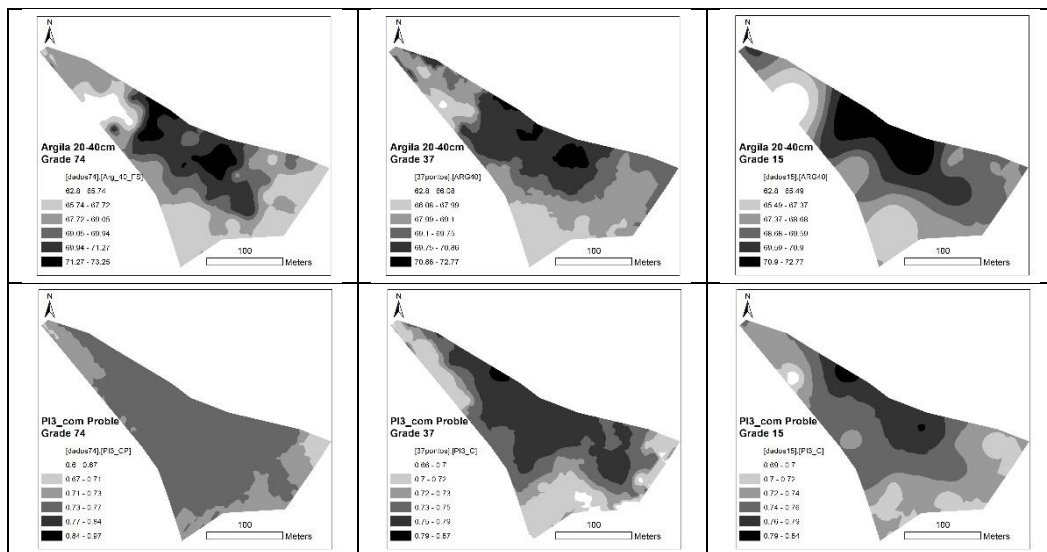 N
Argila 20-40cm
Grade 74
[dados74].[Arg_40_FS]
62.8 - 65.74
65.74 - 67.72
67.72 - 69.05
69.05 - 69.94
69.94 - 71.27
71.27 - 73.25
100
Meters
N
Argila 20-40cm
Grade 37
[37pontos].[ARG40]
62.8 - 66.08
66.08 - 67.99
67.99 - 69.1
69.1 - 69.75
69.75 - 70.86
70.86 - 72.77
100
Meters
N
Argila 20-40cm
Grade 15
[dados15].[ARG40]
62.8 - 65.49
65.49 - 67.37
67.37 - 68.68
68.68 - 69.59
69.59 - 70.9
70.9 - 72.77
100
Meters
N
PI3_com Proble
Grade 74
[dados74].[PI3_CP]
0.6 - 0.67
0.67 - 0.71
0.71 - 0.73
0.73 - 0.77
0.77 - 0.84
0.84 - 0.97
100
Meters
N
PI3_com Proble
Grade 37
[37pontos].[PI3_C]
0.66 - 0.7
0.7 - 0.72
0.72 - 0.73
0.73 - 0.75
0.75 - 0.79
0.79 - 0.87
100
Meters
N
PI3_com Proble
Grade 15
[dados15].[PI3_C]
0.69 - 0.7
0.7 - 0.72
0.72 - 0.74
0.74 - 0.76
0.76 - 0.79
0.79 - 0.84
100
Meters